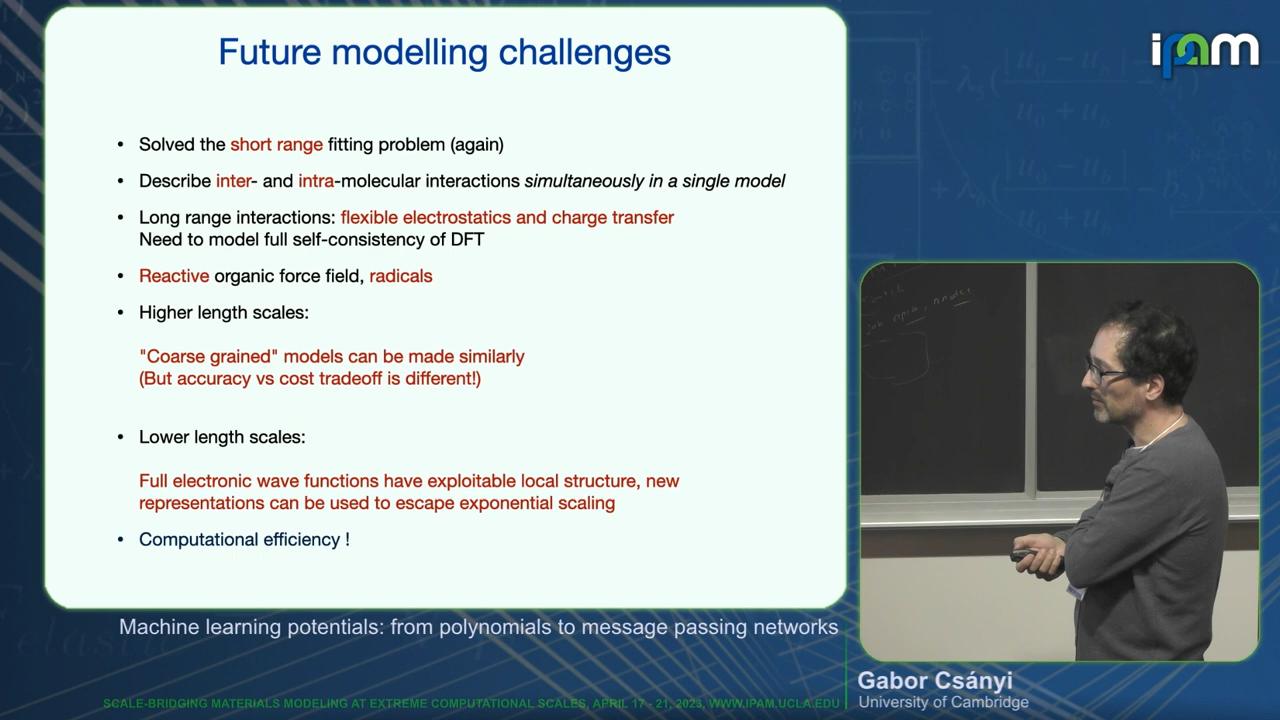 Future modelling challenges
ipam
• Solved the short range fitting problem (again)
• Describe inter- and intra-molecular interactions simultaneously in a single model
• Long range interactions: flexible electrostatics and charge transfer
Need to model full self-consistency of DFT
• Reactive organic force field, radicals
• Higher length scales:
"Coarse grained" models can be made similarly
(But accuracy vs cost tradeoff is different!)
• Lower length scales:
Full electronic wave functions have exploitable local structure, new
representations can be used to escape exponential scaling
• Computational efficiency !
Machine learning potentials: from polynomials to message passing networks
Gabor Csányi
University of Cambridge
SCALE-BRIDGING MATERIALS MODELING AT EXTREME COMPUTATIONAL SCALES, APRIL 17 - 21, 2023, WWW.IPAM.UCLA.EDU